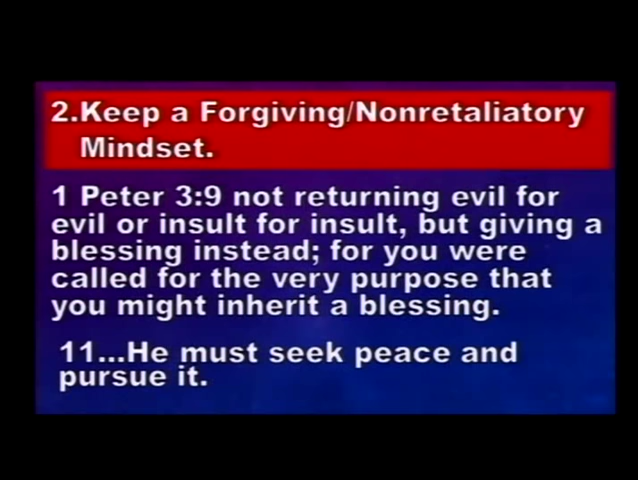 2.Keep a Forgiving/Nonretaliatory
Mindset.
1 Peter 3:9 not returning evil for
evil or insult for insult, but giving a
blessing instead; for you were
called for the very purpose that
you might inherit a blessing.
11...He must seek peace and
pursue it.